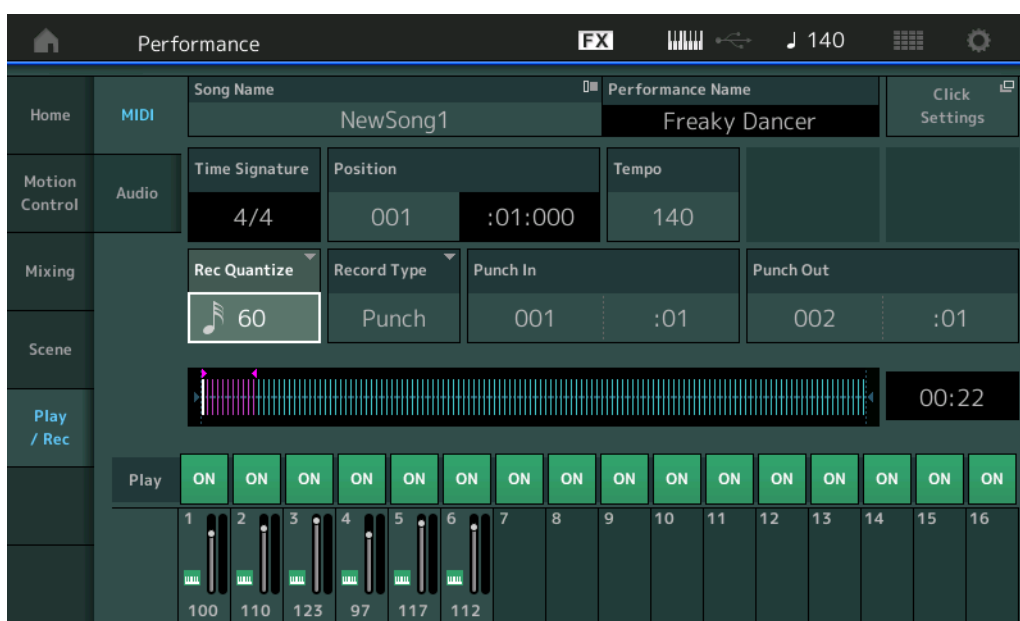 Performance FX 140
Song Name Performance Name Click Settings
NewSong1 Freaky Dancer
Home MIDI
Time Signature Position Tempo
Motion Control Audio
4/4 001 :01:000 140
Mixing
Rec Quantize Record Type Punch In Punch Out
60 Punch 001 :01 002 :01
Scene
Play / Rec
00:22
Play ON ON ON ON ON ON ON ON ON ON ON ON ON ON ON ON
1 2 3 4 5 6 7 8 9 10 11 12 13 14 15 16
100 110 123 97 117 112